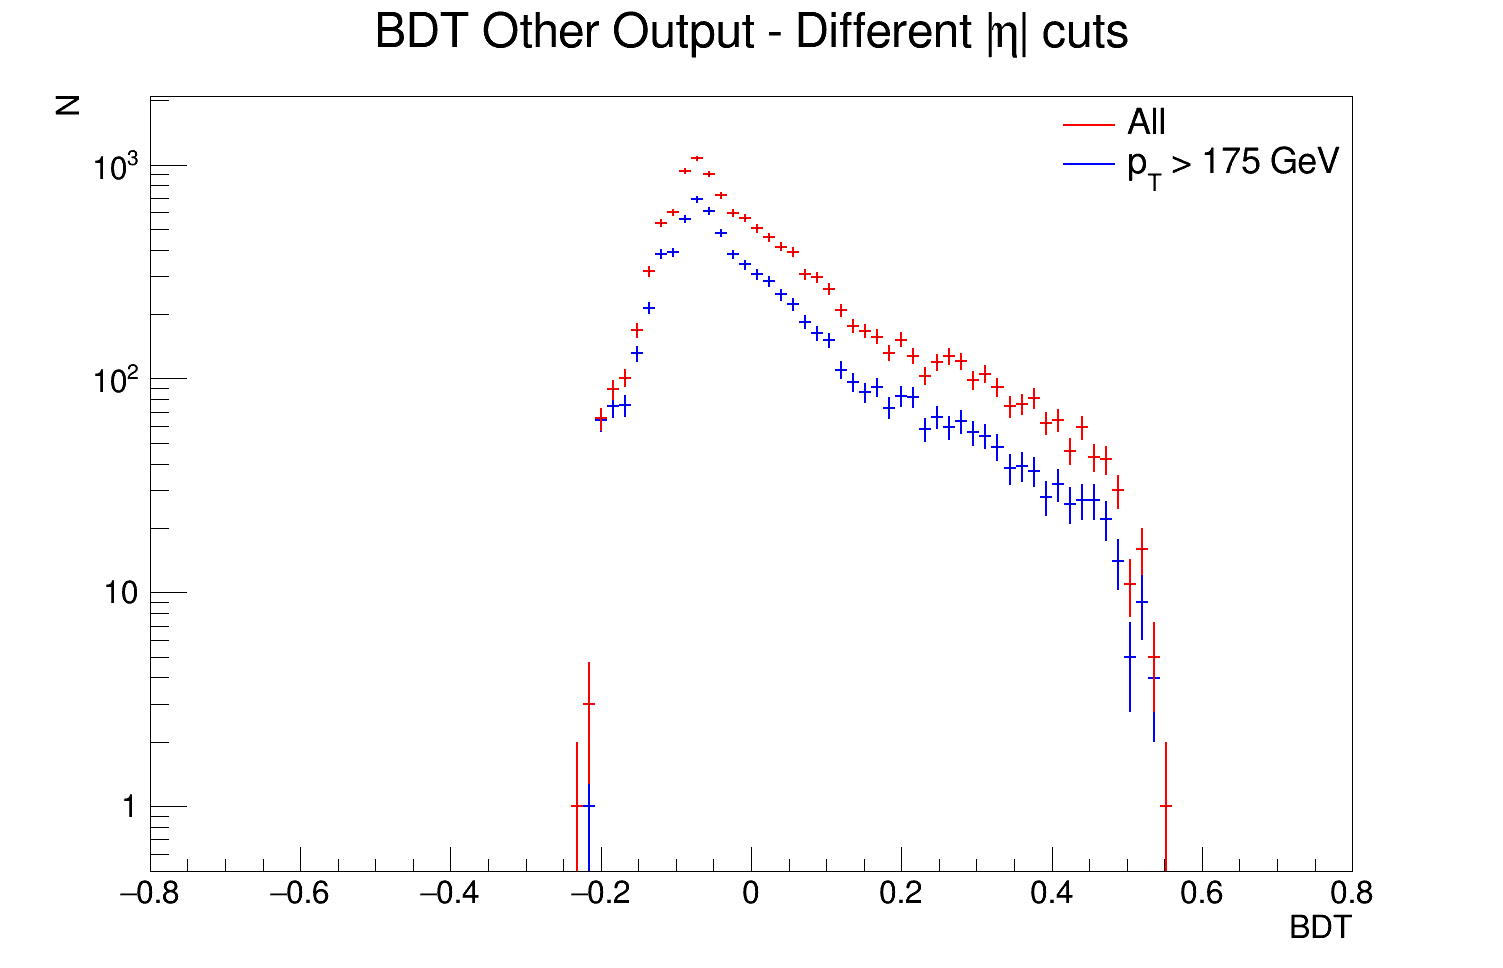 BDT Other Output - Different |η| cuts
N
All
p_T > 175 GeV
10³
10²
10
1
−0.8 −0.6 −0.4 −0.2 0 0.2 0.4 0.6 0.8
BDT